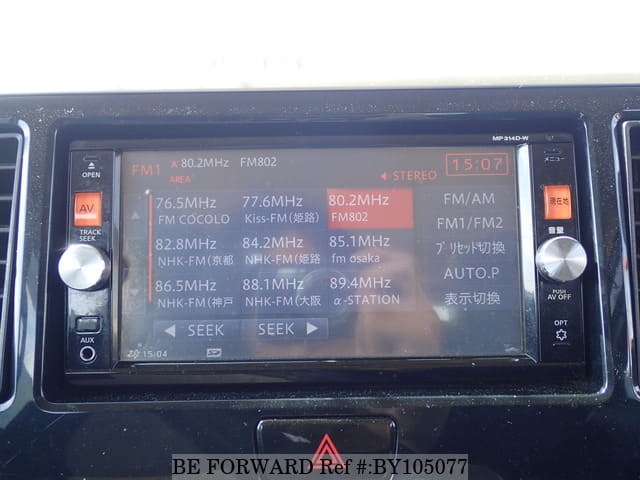 MP314D-W
OPEN
メニュー
FM1 ★80.2MHz FM802
AREA
STEREO
15:07
AV
現在地
TRACK
SEEK
音量
76.5MHz 77.6MHz 80.2MHz FM/AM
FM COCOLO Kiss-FM(姫路) FM802
FM1/FM2
82.8MHz 84.2MHz 85.1MHz プリセット切換
NHK-FM(京都 NHK-FM(姫路 fm osaka
AUTO.P
86.5MHz 88.1MHz 89.4MHz 表示切換
NHK-FM(神戸 NHK-FM(大阪 α-STATION
PUSH
AV OFF
◀ SEEK SEEK ▶
OPT
AUX
15/04
BE FORWARD Ref #:BY105077